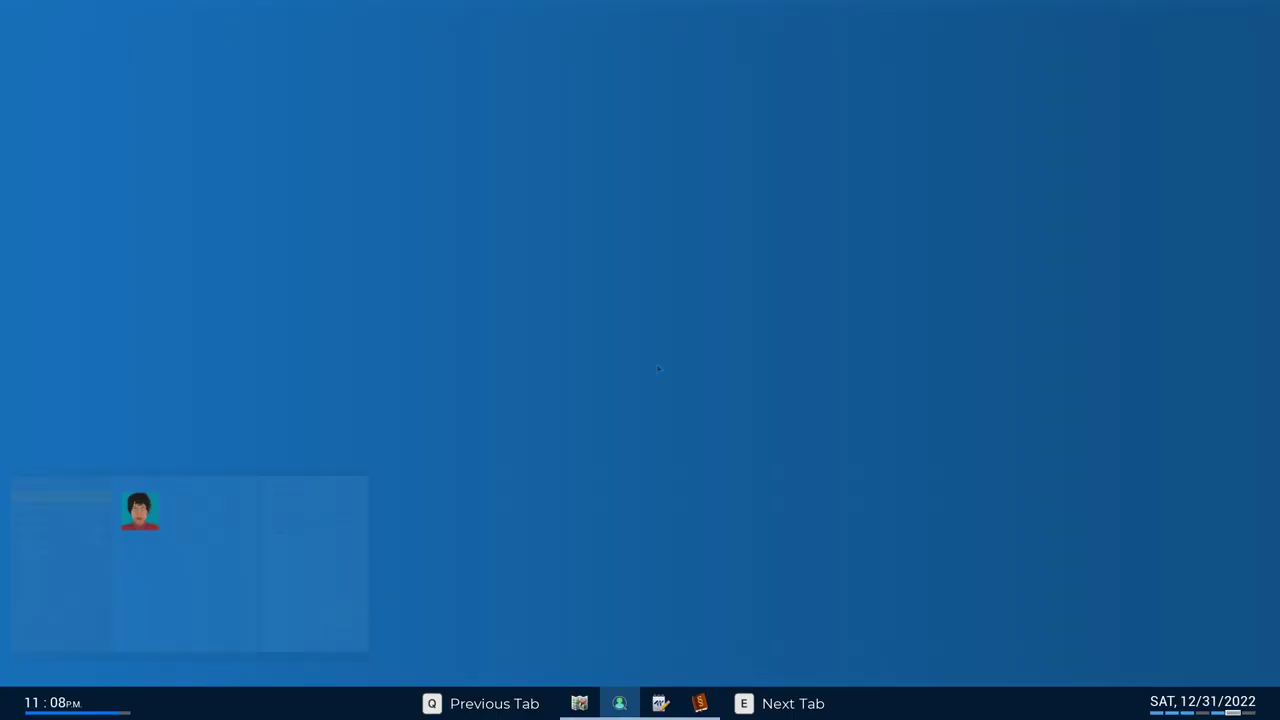 11 : 08P.M.
Q Previous Tab
E Next Tab
SAT, 12/31/2022